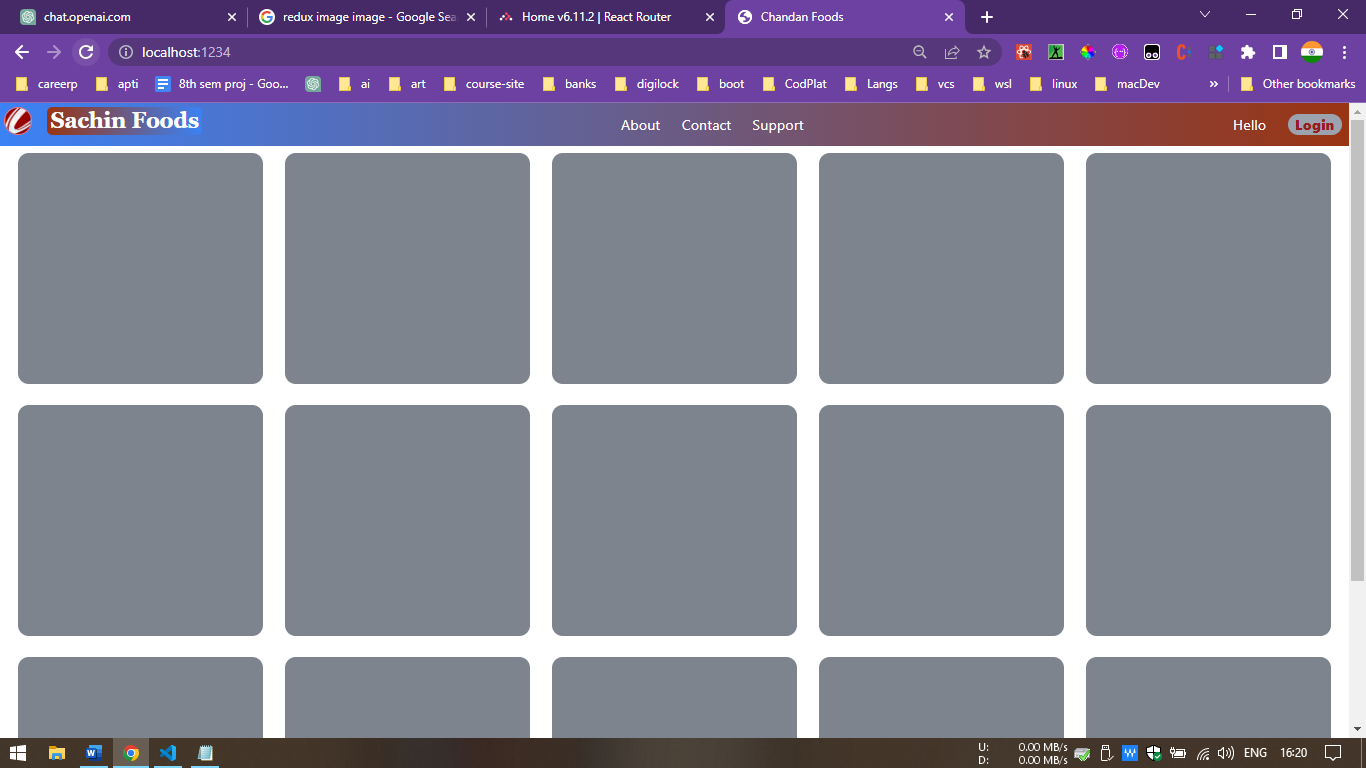 chat.openai.com
redux image image - Google Sea
Home v6.11.2 | React Router
Chandan Foods
localhost:1234
careerp apti 8th sem proj - Goo... ai art course-site banks digilock boot CodPlat Langs vcs wsl linux macDev » Other bookmarks
Sachin Foods About Contact Support Hello Login
U: 0.00 MB/s
D: 0.00 MB/s
ENG 16:20